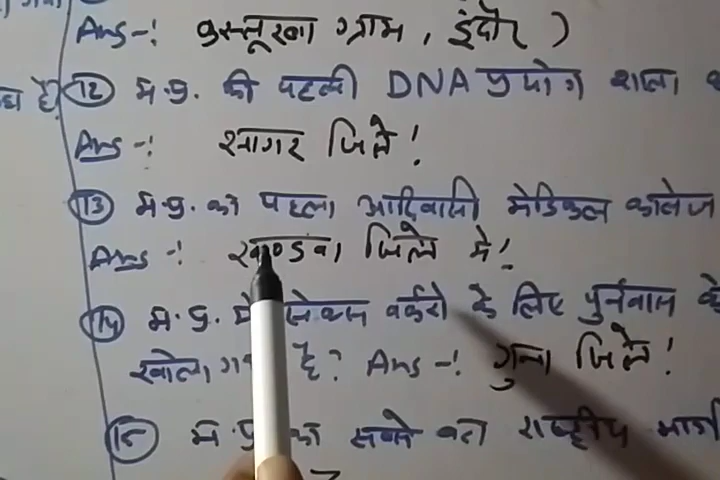 Ans -: कस्तूरबा ग्राम, इंदौर )
है? (12) म.प्र. की पहली DNA प्रयोग शाला
Ans -: सागर जिले!
(13) म.प्र. का पहला आदिवासी मेडिकल कॉलेज
Ans -: खण्डवा जिले मे!
(14) म.प्र. मे सेक्स वर्करो के लिए पुर्नवास के
खोला है? Ans -: गुना जिले!
(15) म.प्र. का सबसे बडा राष्ट्रीय मार्ग